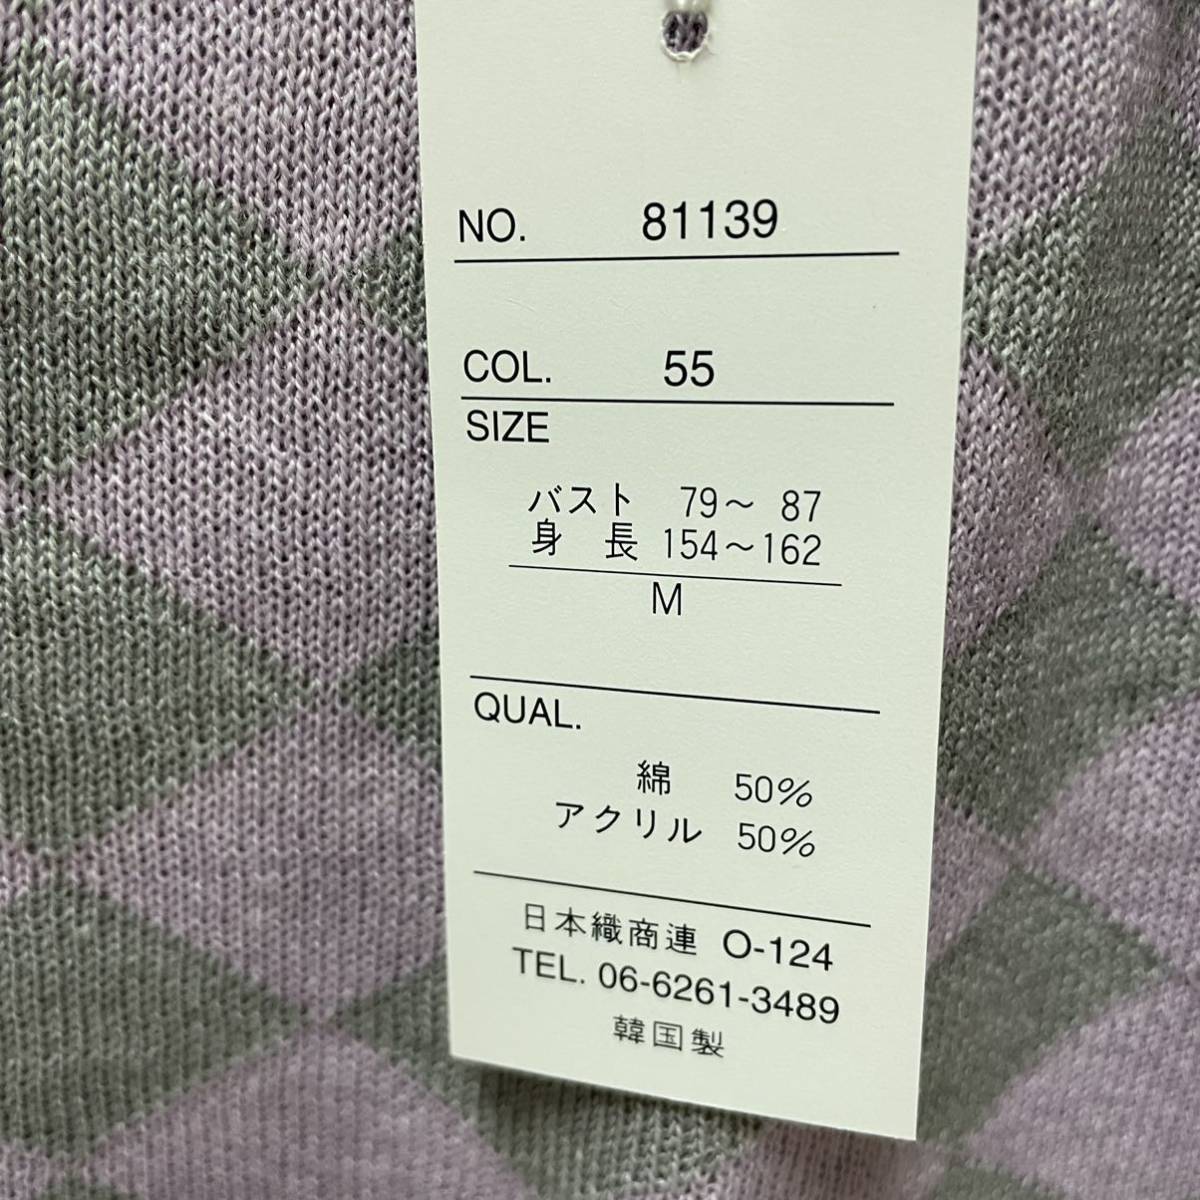 NO. 81139
COL. 55
SIZE
バスト 79～ 87
身 長 154～162
M
QUAL.
綿 50%
アクリル 50%
日本織商連 O-124
TEL. 06-6261-3489
韓国製